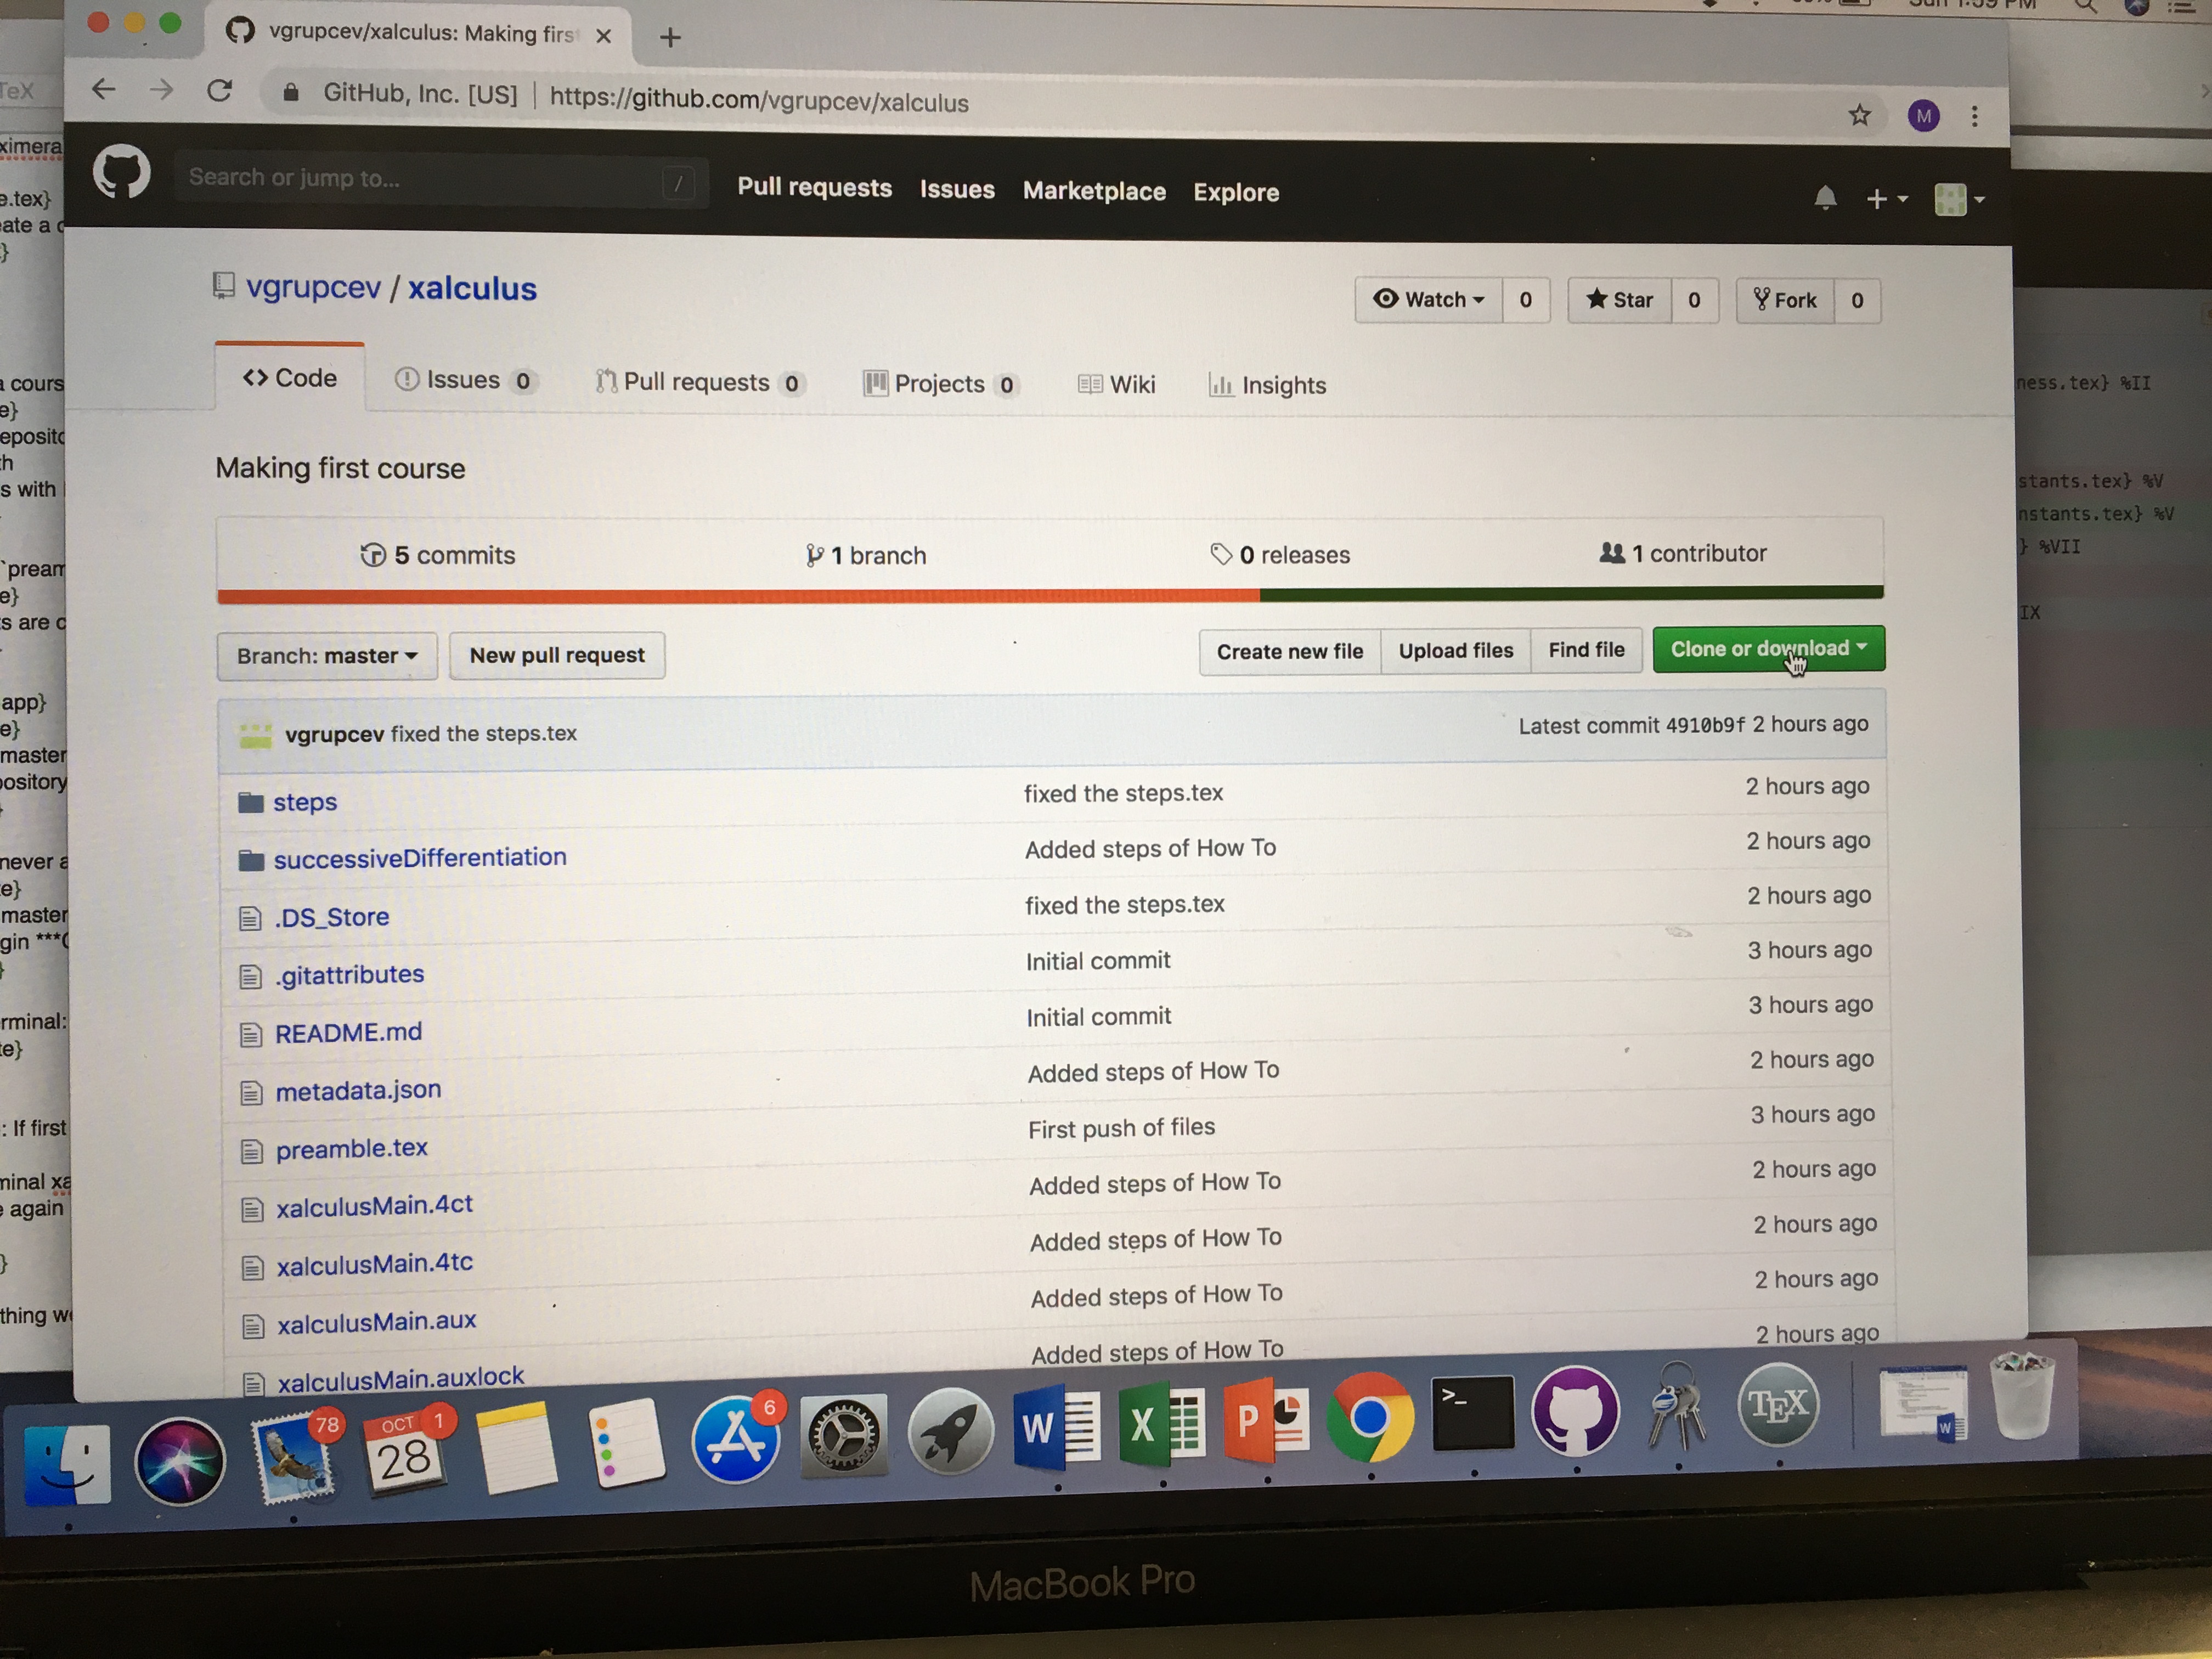 Sun 1:59 PM
vgrupcev/xalculus: Making firs
GitHub, Inc. [US] | https://github.com/vgrupcev/xalculus
M
Search or jump to...
/
Pull requests Issues Marketplace Explore
vgrupcev / xalculus
Watch 0 Star 0 Fork 0
Code Issues 0 Pull requests 0 Projects 0 Wiki Insights
Making first course
5 commits 1 branch 0 releases 1 contributor
Branch: master New pull request Create new file Upload files Find file Clone or download
vgrupcev fixed the steps.tex Latest commit 4910b9f 2 hours ago
steps fixed the steps.tex 2 hours ago
successiveDifferentiation Added steps of How To 2 hours ago
.DS_Store fixed the steps.tex 2 hours ago
.gitattributes Initial commit 3 hours ago
README.md Initial commit 3 hours ago
metadata.json Added steps of How To 2 hours ago
preamble.tex First push of files 3 hours ago
xalculusMain.4ct Added steps of How To 2 hours ago
xalculusMain.4tc Added steps of How To 2 hours ago
xalculusMain.aux Added steps of How To 2 hours ago
xalculusMain.auxlock Added steps of How To 2 hours ago
TeX
ximera
e.tex}
eate a c
}
a cours
e}
eposito
h
s with
`pream
e}
s are c
app}
e}
master
pository
never a
e}
master
gin ***
}
rminal:
te}
: If first
minal xa
e again
}
thing we
ness.tex} %II
stants.tex} %V
nstants.tex} %V
} %VII
IX
78
OCT 1
28
6
W
X
P
>_
TEX
W
MacBook Pro